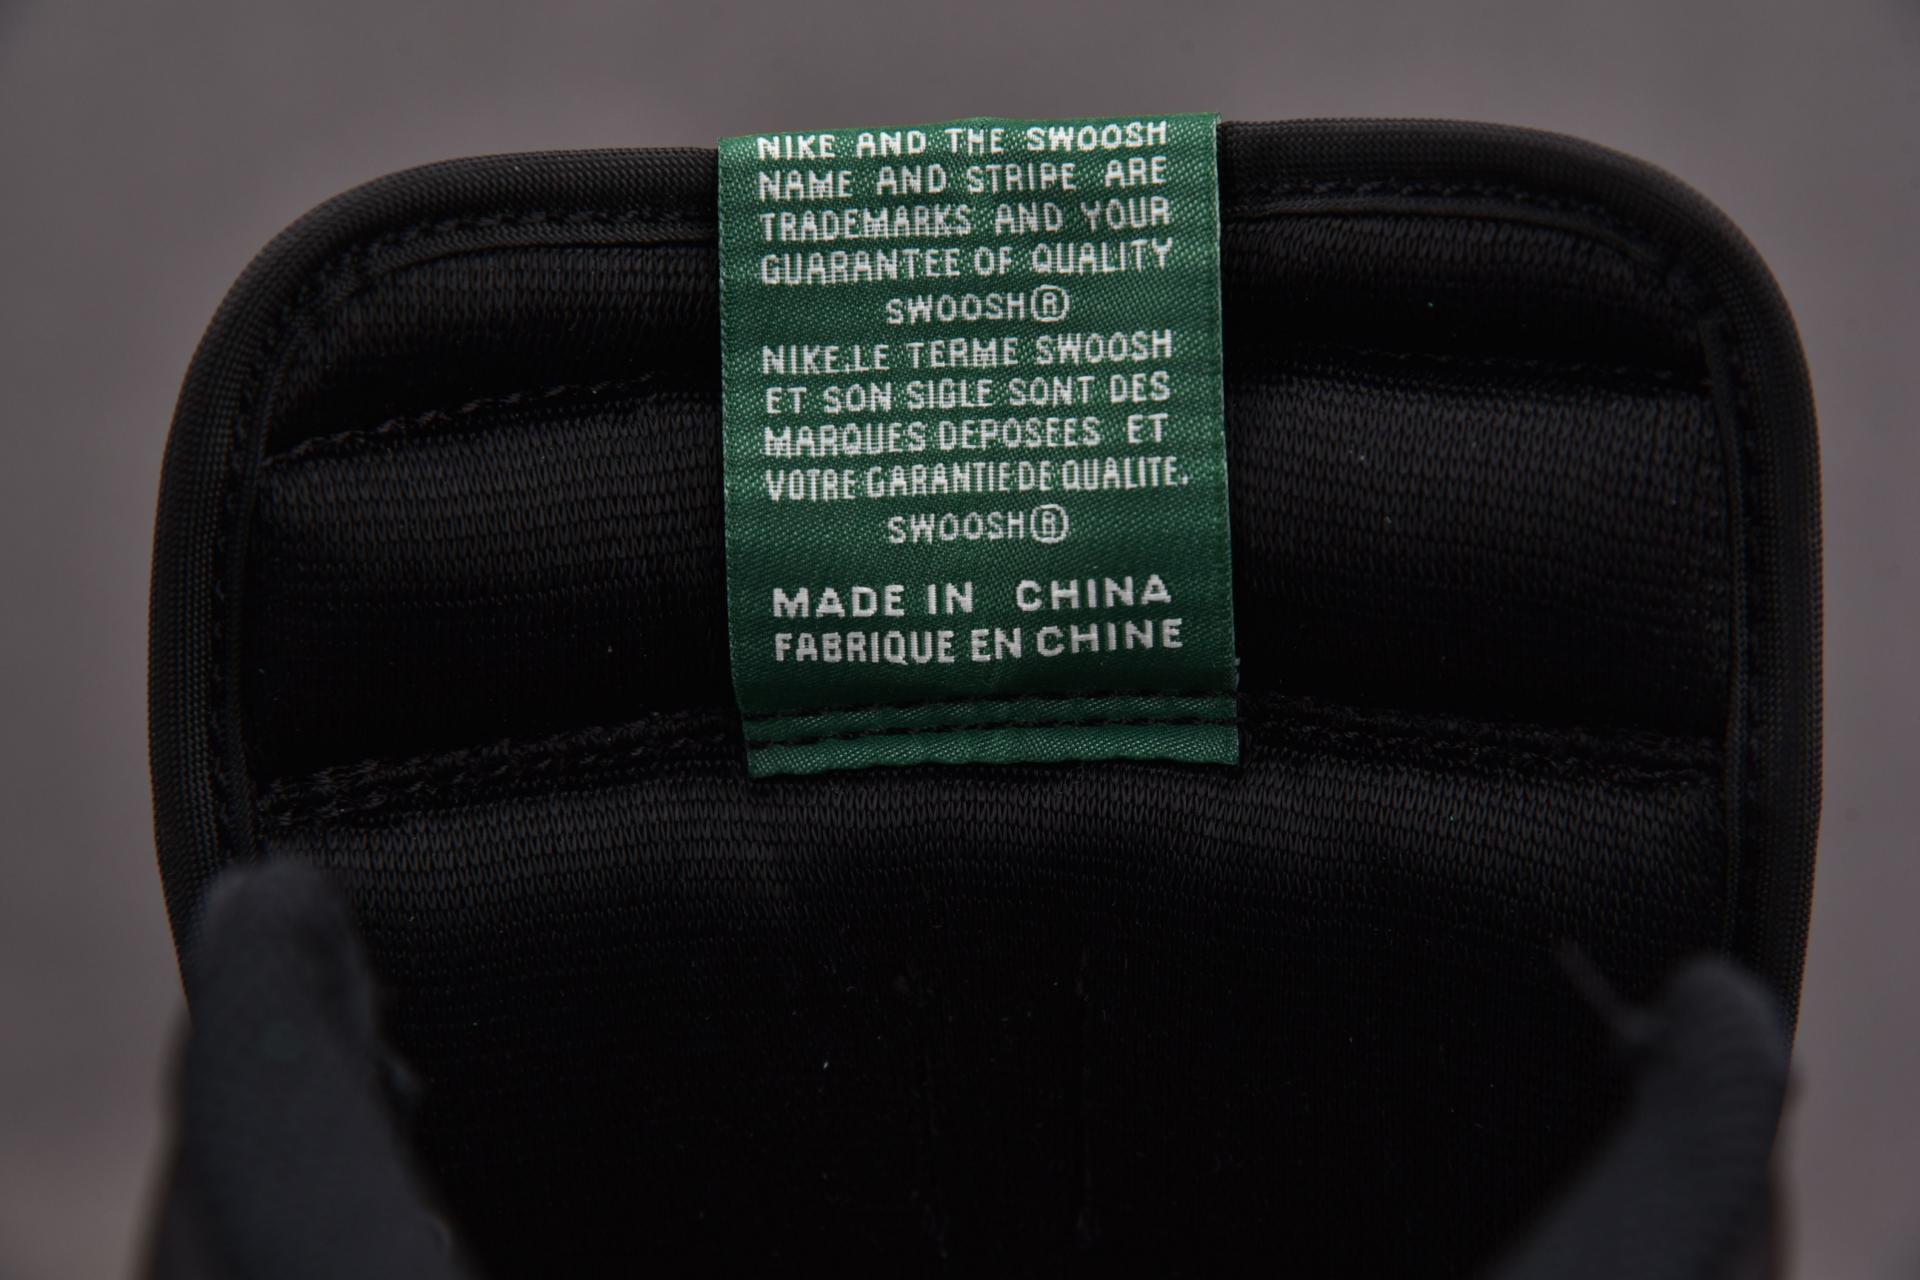 NIKE AND THE SWOOSH
NAME AND STRIPE ARE
TRADEMARKS AND YOUR
GUARANTEE OF QUALITY
SWOOSH®
NIKE.LE TERME SWOOSH
ET SON SIGLE SONT DES
MARQUES DEPOSEES ET
VOTRE GARANTIE DE QUALITE.
SWOOSH®
MADE IN CHINA
FABRIQUE EN CHINE